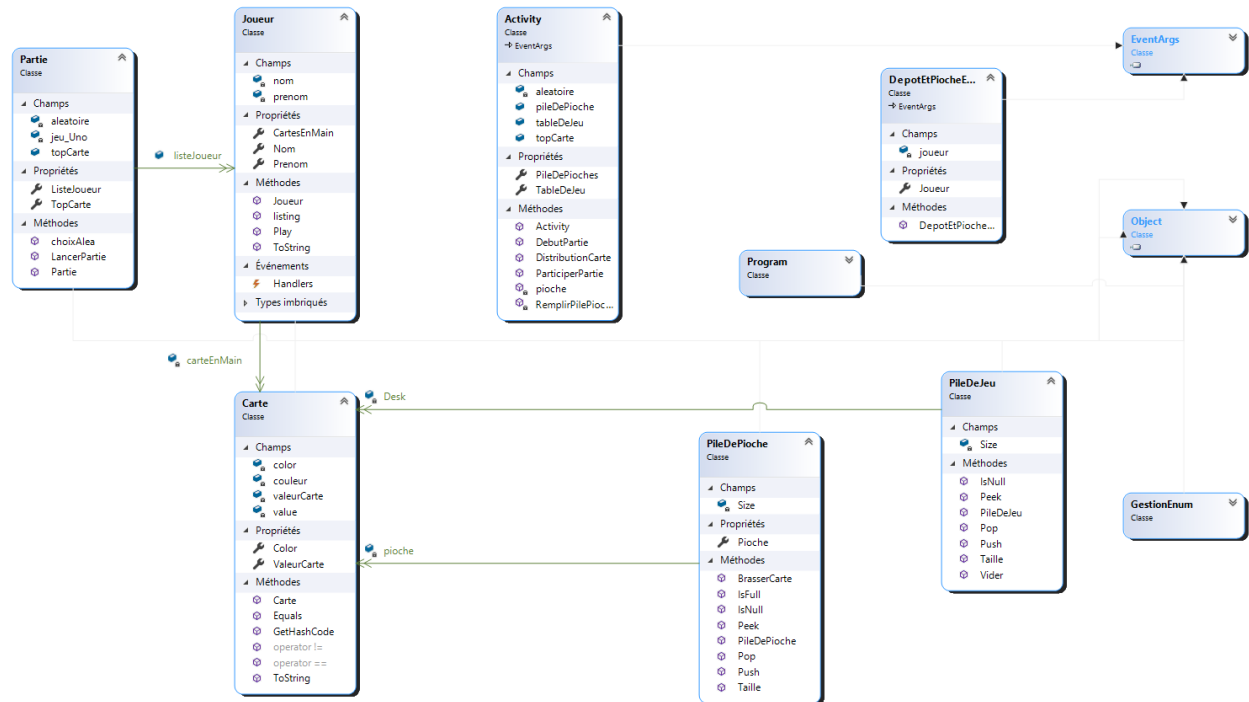 Partie
Classe
Champs
aleatoire
jeu_Uno
topCarte
Propriétés
ListeJoueur
TopCarte
Méthodes
choixAlea
LancerPartie
Partie
listeJoueur
Joueur
Classe
Champs
nom
prenom
Propriétés
CartesEnMain
Nom
Prenom
Méthodes
Joueur
listing
Play
ToString
Événements
Handlers
Types imbriqués
carteEnMain
Carte
Classe
Champs
color
couleur
valeurCarte
value
Propriétés
Color
ValeurCarte
Méthodes
Carte
Equals
GetHashCode
operator !=
operator ==
ToString
Activity
Classe
EventArgs
Champs
aleatoire
pileDePioche
tableDeJeu
topCarte
Propriétés
PileDePioches
TableDeJeu
Méthodes
Activity
DebutPartie
DistributionCarte
ParticiperPartie
pioche
RemplirPilePioc...
Desk
pioche
PileDePioche
Classe
Champs
Size
Propriétés
Pioche
Méthodes
BrasserCarte
IsFull
IsNull
Peek
PileDePioche
Pop
Push
Taille
Program
Classe
DepotEtPiocheE...
Classe
EventArgs
Champs
joueur
Propriétés
Joueur
Méthodes
DepotEtPioche...
PileDeJeu
Classe
Champs
Size
Méthodes
IsNull
Peek
PileDeJeu
Pop
Push
Taille
Vider
EventArgs
Classe
Object
Classe
GestionEnum
Classe